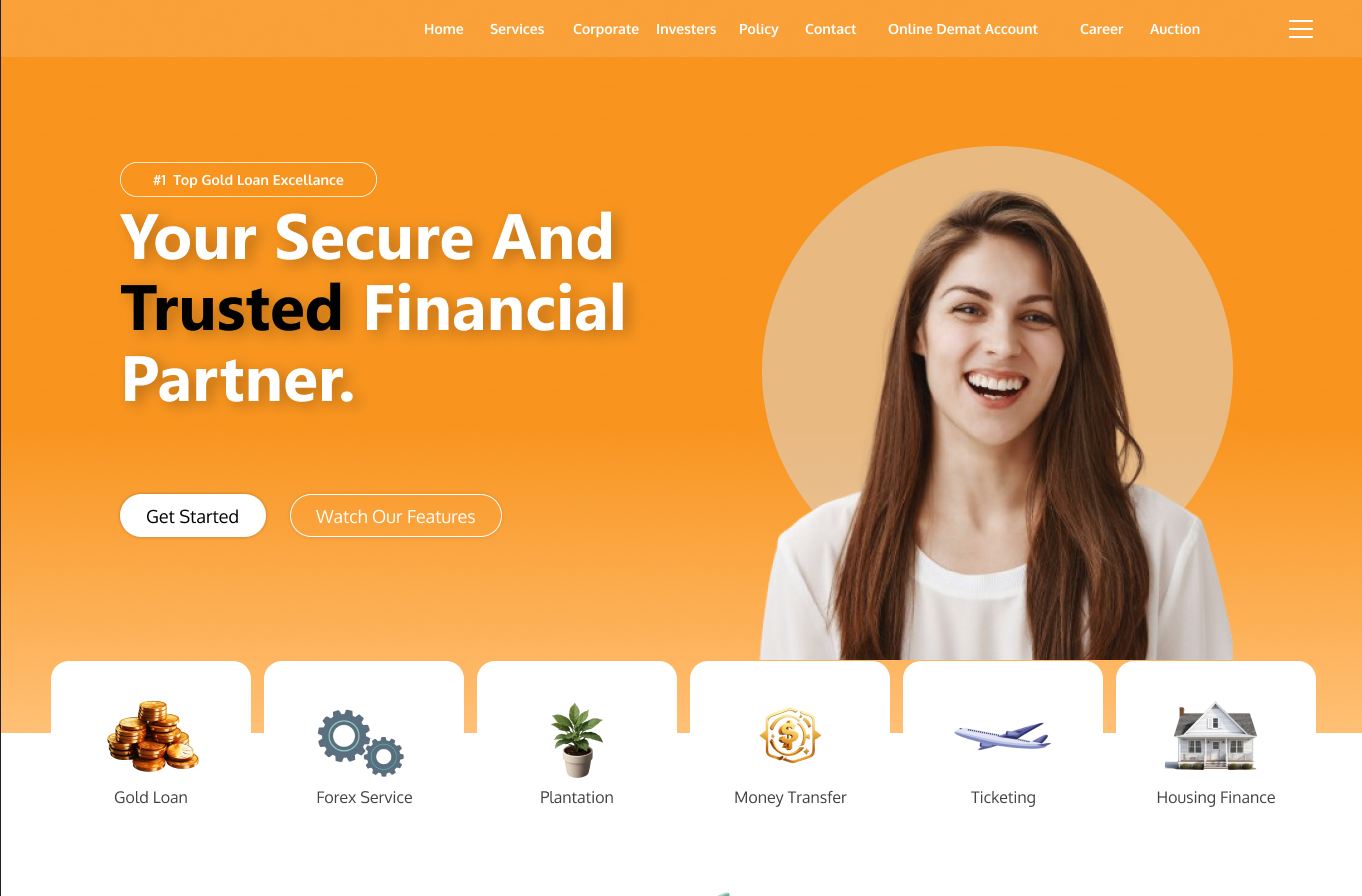 Home Services Corporate Investers Policy Contact Online Demat Account Career Auction
#1 Top Gold Loan Excellance
Your Secure And
Trusted Financial
Partner.
Get Started Watch Our Features
Gold Loan Forex Service Plantation Money Transfer Ticketing Housing Finance